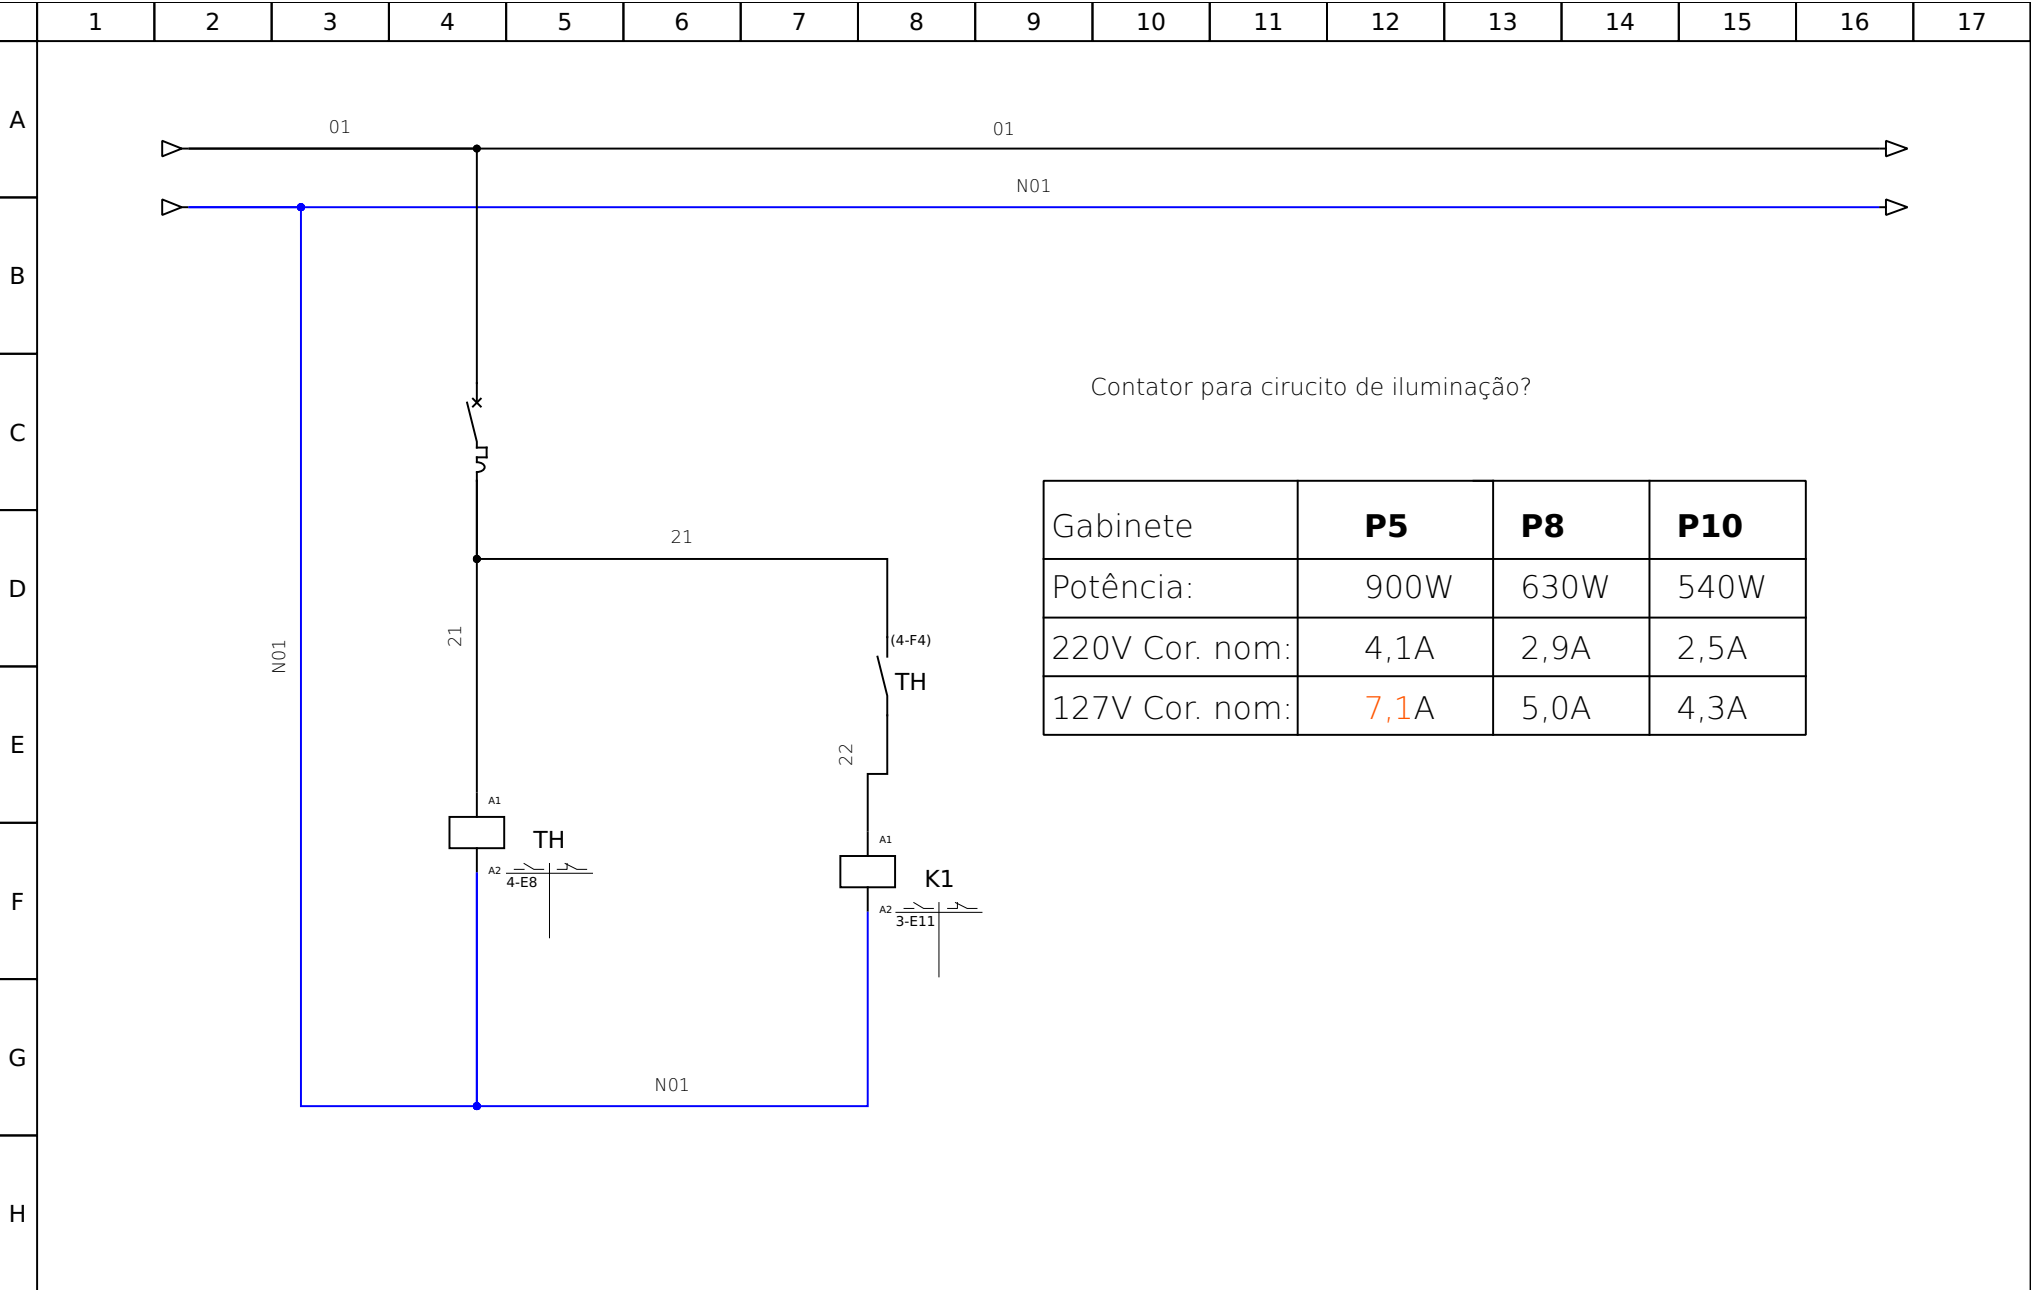 1 2 3 4 5 6 7 8 9 10 11 12 13 14 15 16 17
A
01 01
N01
B
Contator para cirucito de iluminação?
C
Gabinete P5 P8 P10
21
D
Potência: 900W 630W 540W
21
(4-F4)
220V Cor. nom: 4,1A 2,9A 2,5A
N01
TH
127V Cor. nom: 7,1A 5,0A 4,3A
E
22
A1
TH
A1
A2
4-E8
K1
F
A2
3-E11
G
N01
H